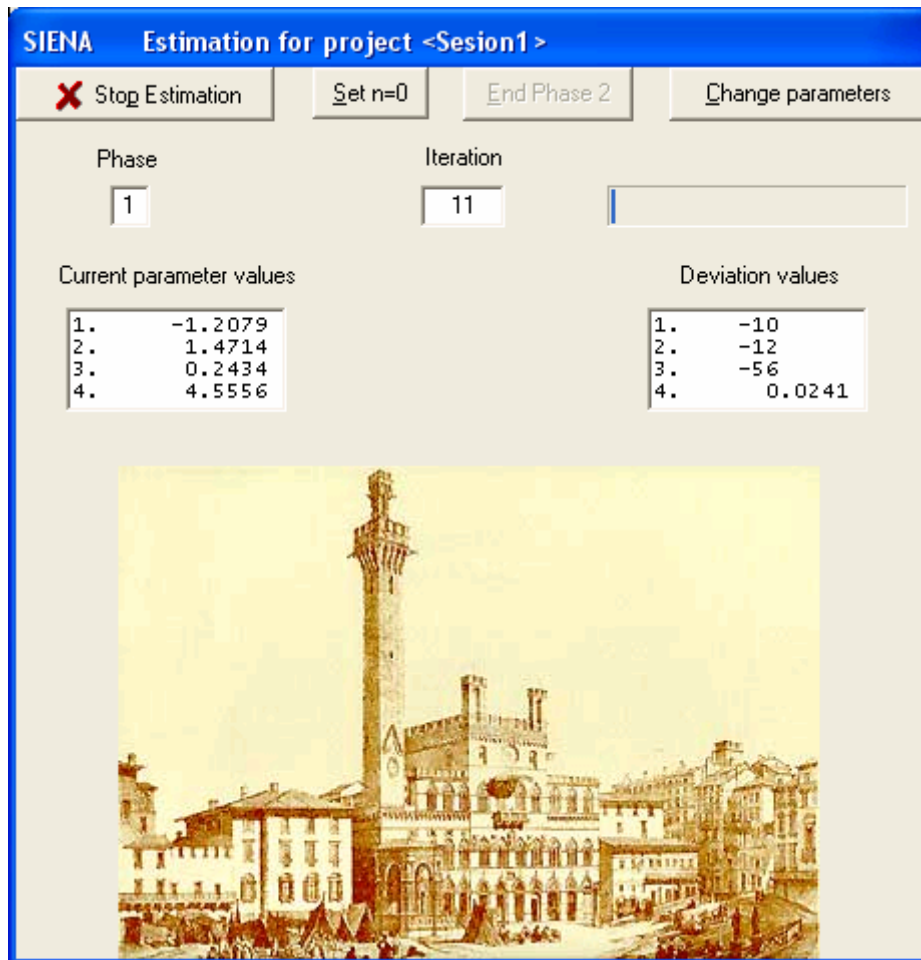 SIENA Estimation for project <Sesion1>
Stop Estimation Set n=0 End Phase 2 Change parameters
Phase Iteration
1 11
Current parameter values Deviation values
1. -1.2079 1. -10
2. 1.4714 2. -12
3. 0.2434 3. -56
4. 4.5556 4. 0.0241